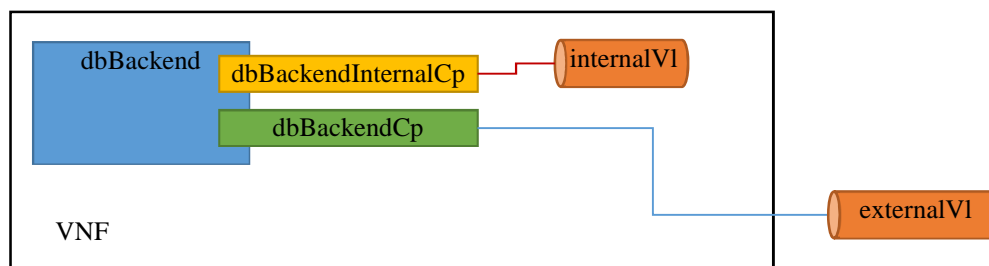 dbBackend
dbBackendInternalCp
internalVl
dbBackendCp
externalVl
VNF